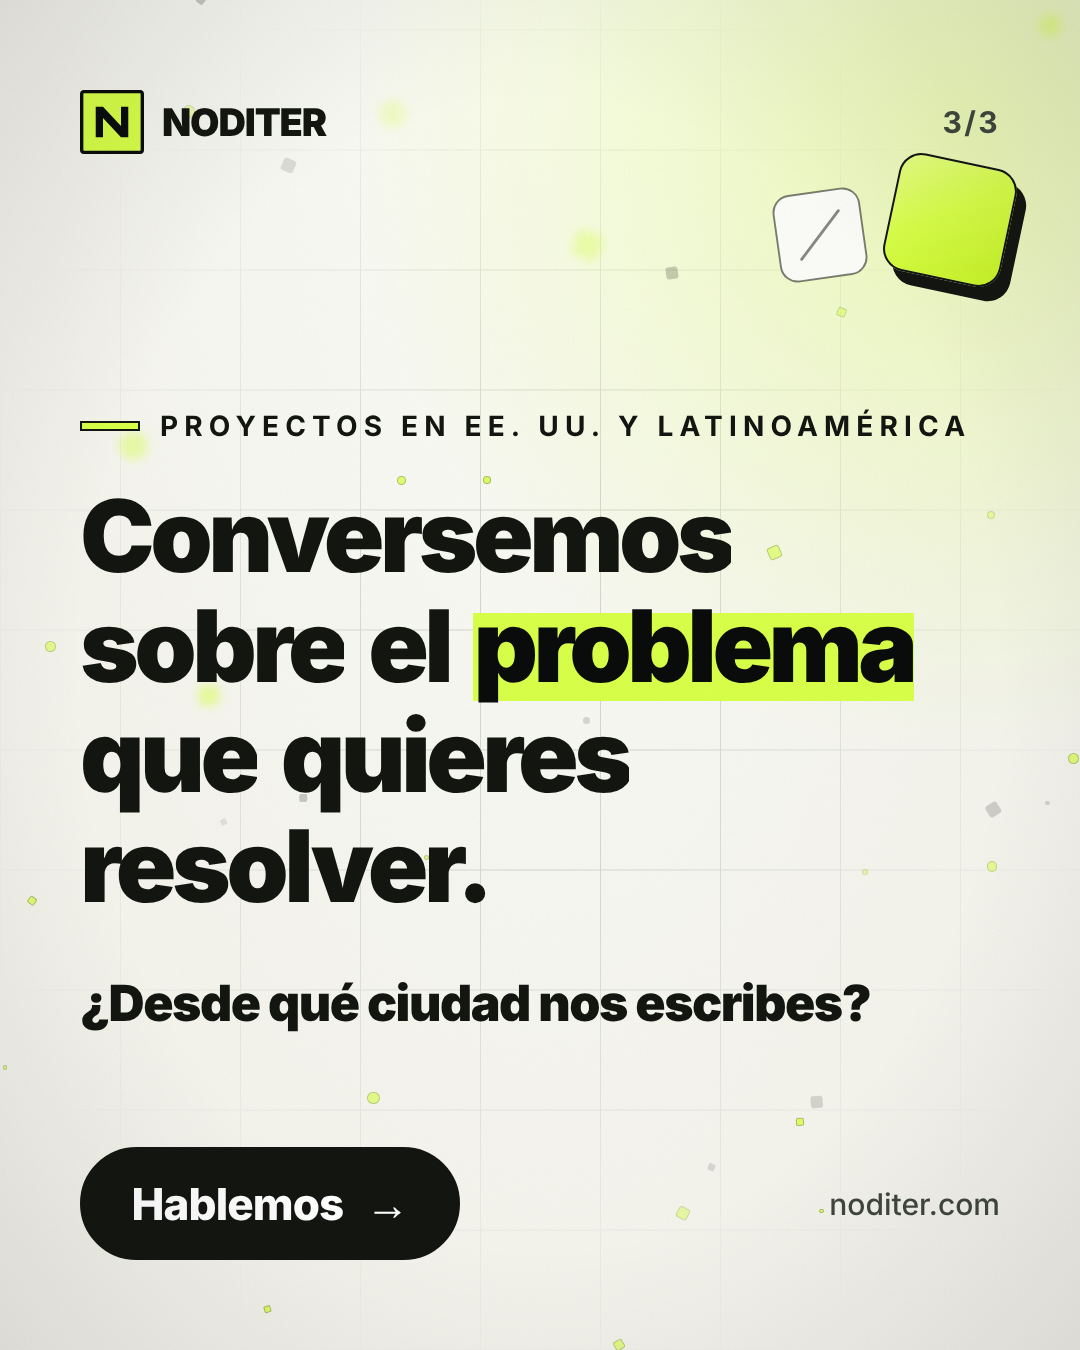 N NODITER
3/3
PROYECTOS EN EE. UU. Y LATINOAMÉRICA
Conversemos
sobre el problema
que quieres
resolver.
¿Desde qué ciudad nos escribes?
Hablemos →
noditer.com